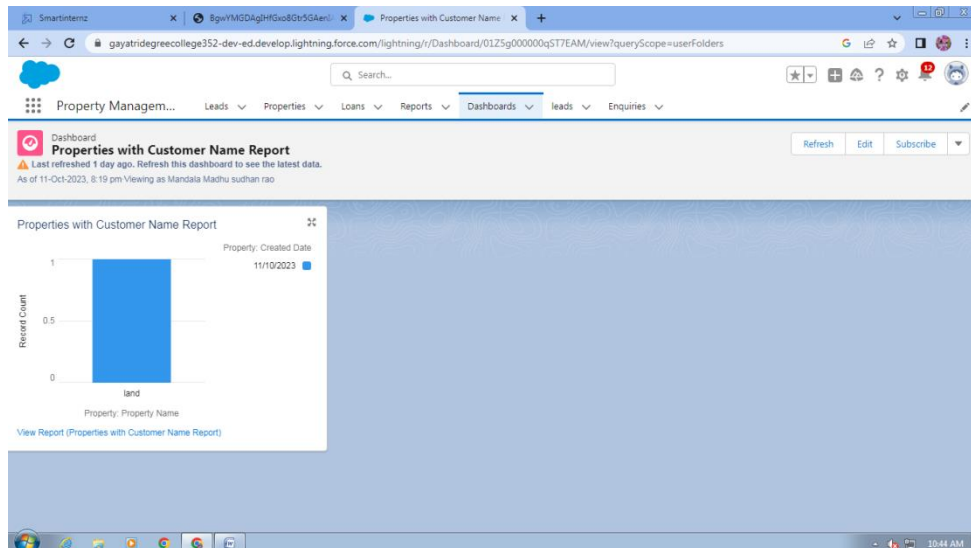 Smartinternz
Properties with Customer Name
gayatridegreecollege352-dev-ed.develop.lightning.force.com/lightning/r/Dashboard/01Z5g000000qST7EAM/view?queryScope=userFolders
Search...
12
Property Managem...
Leads
Properties
Loans
Reports
Dashboards
leads
Enquiries
Dashboard
Properties with Customer Name Report
Last refreshed 1 day ago. Refresh this dashboard to see the latest data.
As of 11-Oct-2023, 8:19 pm·Viewing as Mandala Madhu sudhan rao
Refresh
Edit
Subscribe
Properties with Customer Name Report
Property: Created Date
11/10/2023
1
0.5
0
Record Count
land
Property: Property Name
View Report (Properties with Customer Name Report)
10:44 AM